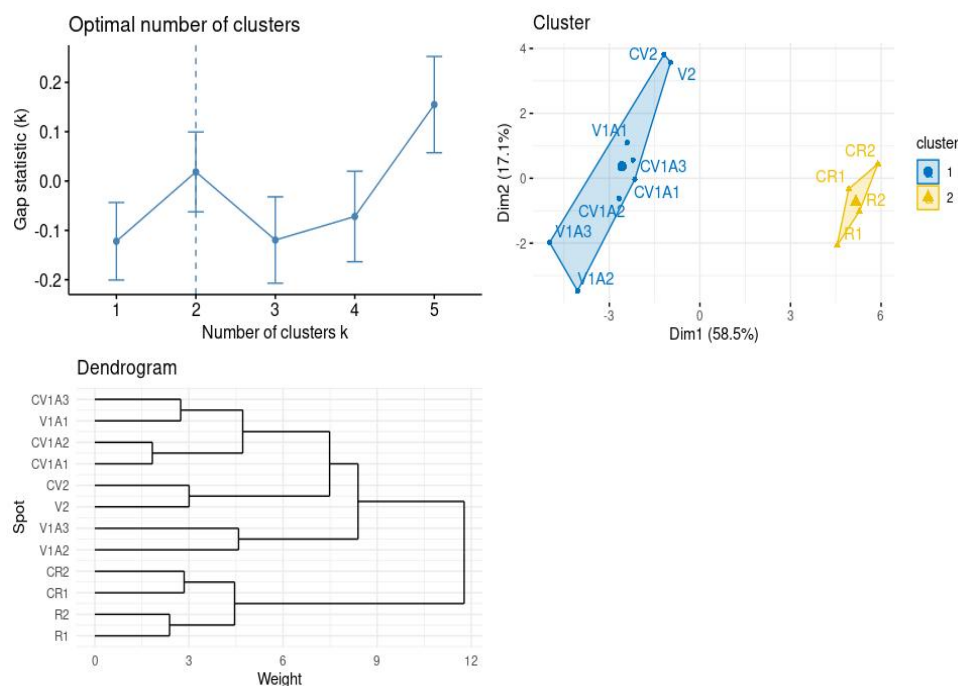 Optimal number of clusters
Gap statistic (k)
0.2
0.1
0.0
-0.1
-0.2
1 2 3 4 5
Number of clusters k
Cluster
Dim2 (17.1%)
4
2
0
-2
CV2
V2
V1A1
CV1A3
CV1A1
CV1A2
V1A3
V1A2
CR2
CR1
R2
R1
-3 0 3 6
Dim1 (58.5%)
cluster
1
2
Dendrogram
Spot
CV1A3
V1A1
CV1A2
CV1A1
CV2
V2
V1A3
V1A2
CR2
CR1
R2
R1
0 3 6 9 12
Weight